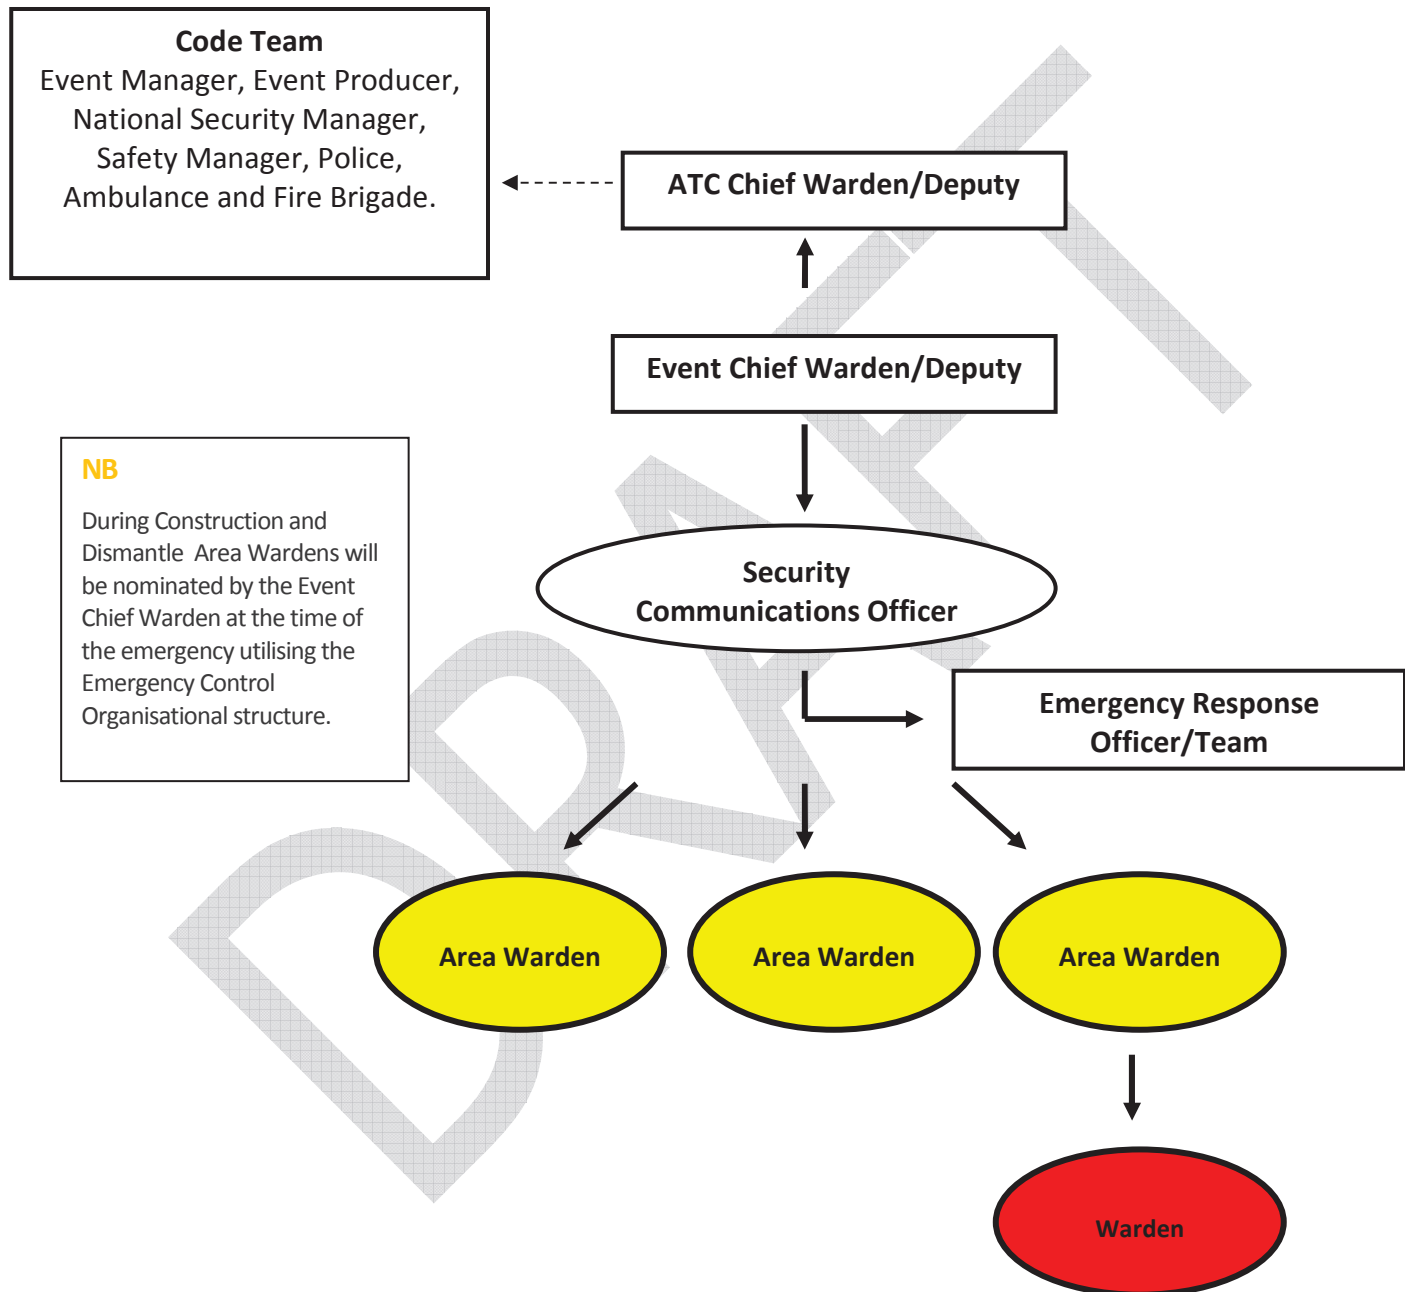 Code Team
Event Manager, Event Producer,
National Security Manager,
Safety Manager, Police,
Ambulance and Fire Brigade.
ATC Chief Warden/Deputy
Event Chief Warden/Deputy
NB
During Construction and
Dismantle  Area Wardens will
be nominated by the Event
Chief Warden at the time of
the emergency utilising the
Emergency Control
Organisational structure.
Security
Communications Officer
Emergency Response
Officer/Team
Area Warden
Area Warden
Area Warden
Warden
DRAFT